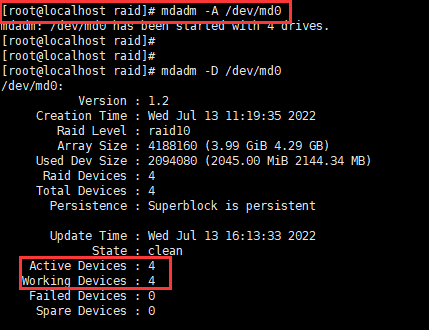 [root@localhost raid]# mdadm -A /dev/md0
mdadm: /dev/md0 has been started with 4 drives.
[root@localhost raid]#
[root@localhost raid]#
[root@localhost raid]# mdadm -D /dev/md0
/dev/md0:
Version : 1.2
Creation Time : Wed Jul 13 11:19:35 2022
Raid Level : raid10
Array Size : 4188160 (3.99 GiB 4.29 GB)
Used Dev Size : 2094080 (2045.00 MiB 2144.34 MB)
Raid Devices : 4
Total Devices : 4
Persistence : Superblock is persistent
Update Time : Wed Jul 13 16:13:33 2022
State : clean
Active Devices : 4
Working Devices : 4
Failed Devices : 0
Spare Devices : 0